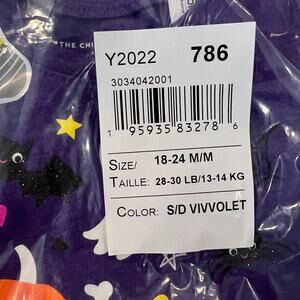 THE CHI
Y2022 786
3034042001
1 95935 83278 6
SIZE/ 18-24 M/M
TAILLE: 28-30 LB/13-14 KG
COLOR: S/D VIVVOLET